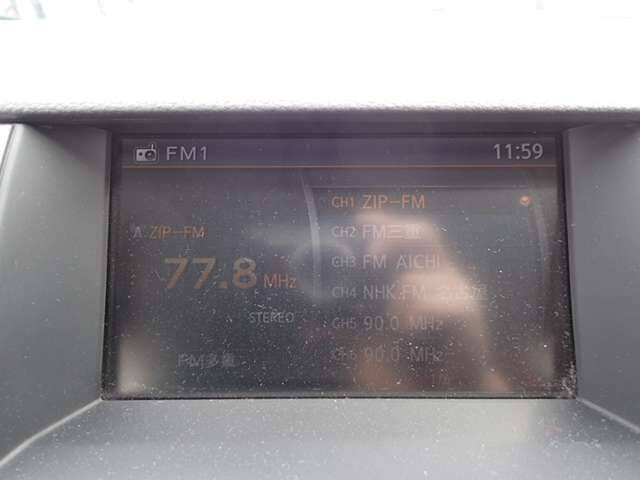 FM1
11:59
A ZIP-FM
77.8 MHz
STEREO
FM多重
CH1 ZIP-FM
CH2 FM三重
CH3 FM AICHI
CH4 NHK-FM
CH5 90.0 MHz
CH6 90.0 MHz